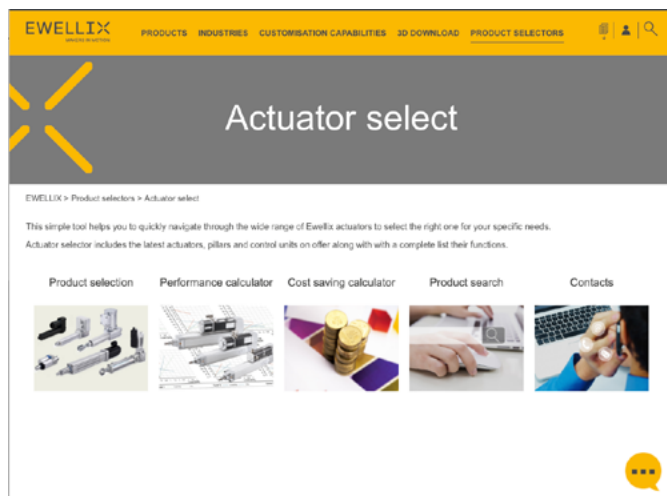 EWELLIX
MAKERS IN MOTION
PRODUCTS INDUSTRIES CUSTOMISATION CAPABILITIES 3D DOWNLOAD PRODUCT SELECTORS
Actuator select
EWELLIX > Product selectors > Actuator select
This simple tool helps you to quickly navigate through the wide range of Ewellix actuators to select the right one for your specific needs.
Actuator selector includes the latest actuators, pillars and control units on offer along with with a complete list their functions.
Product selection Performance calculator Cost saving calculator Product search Contacts